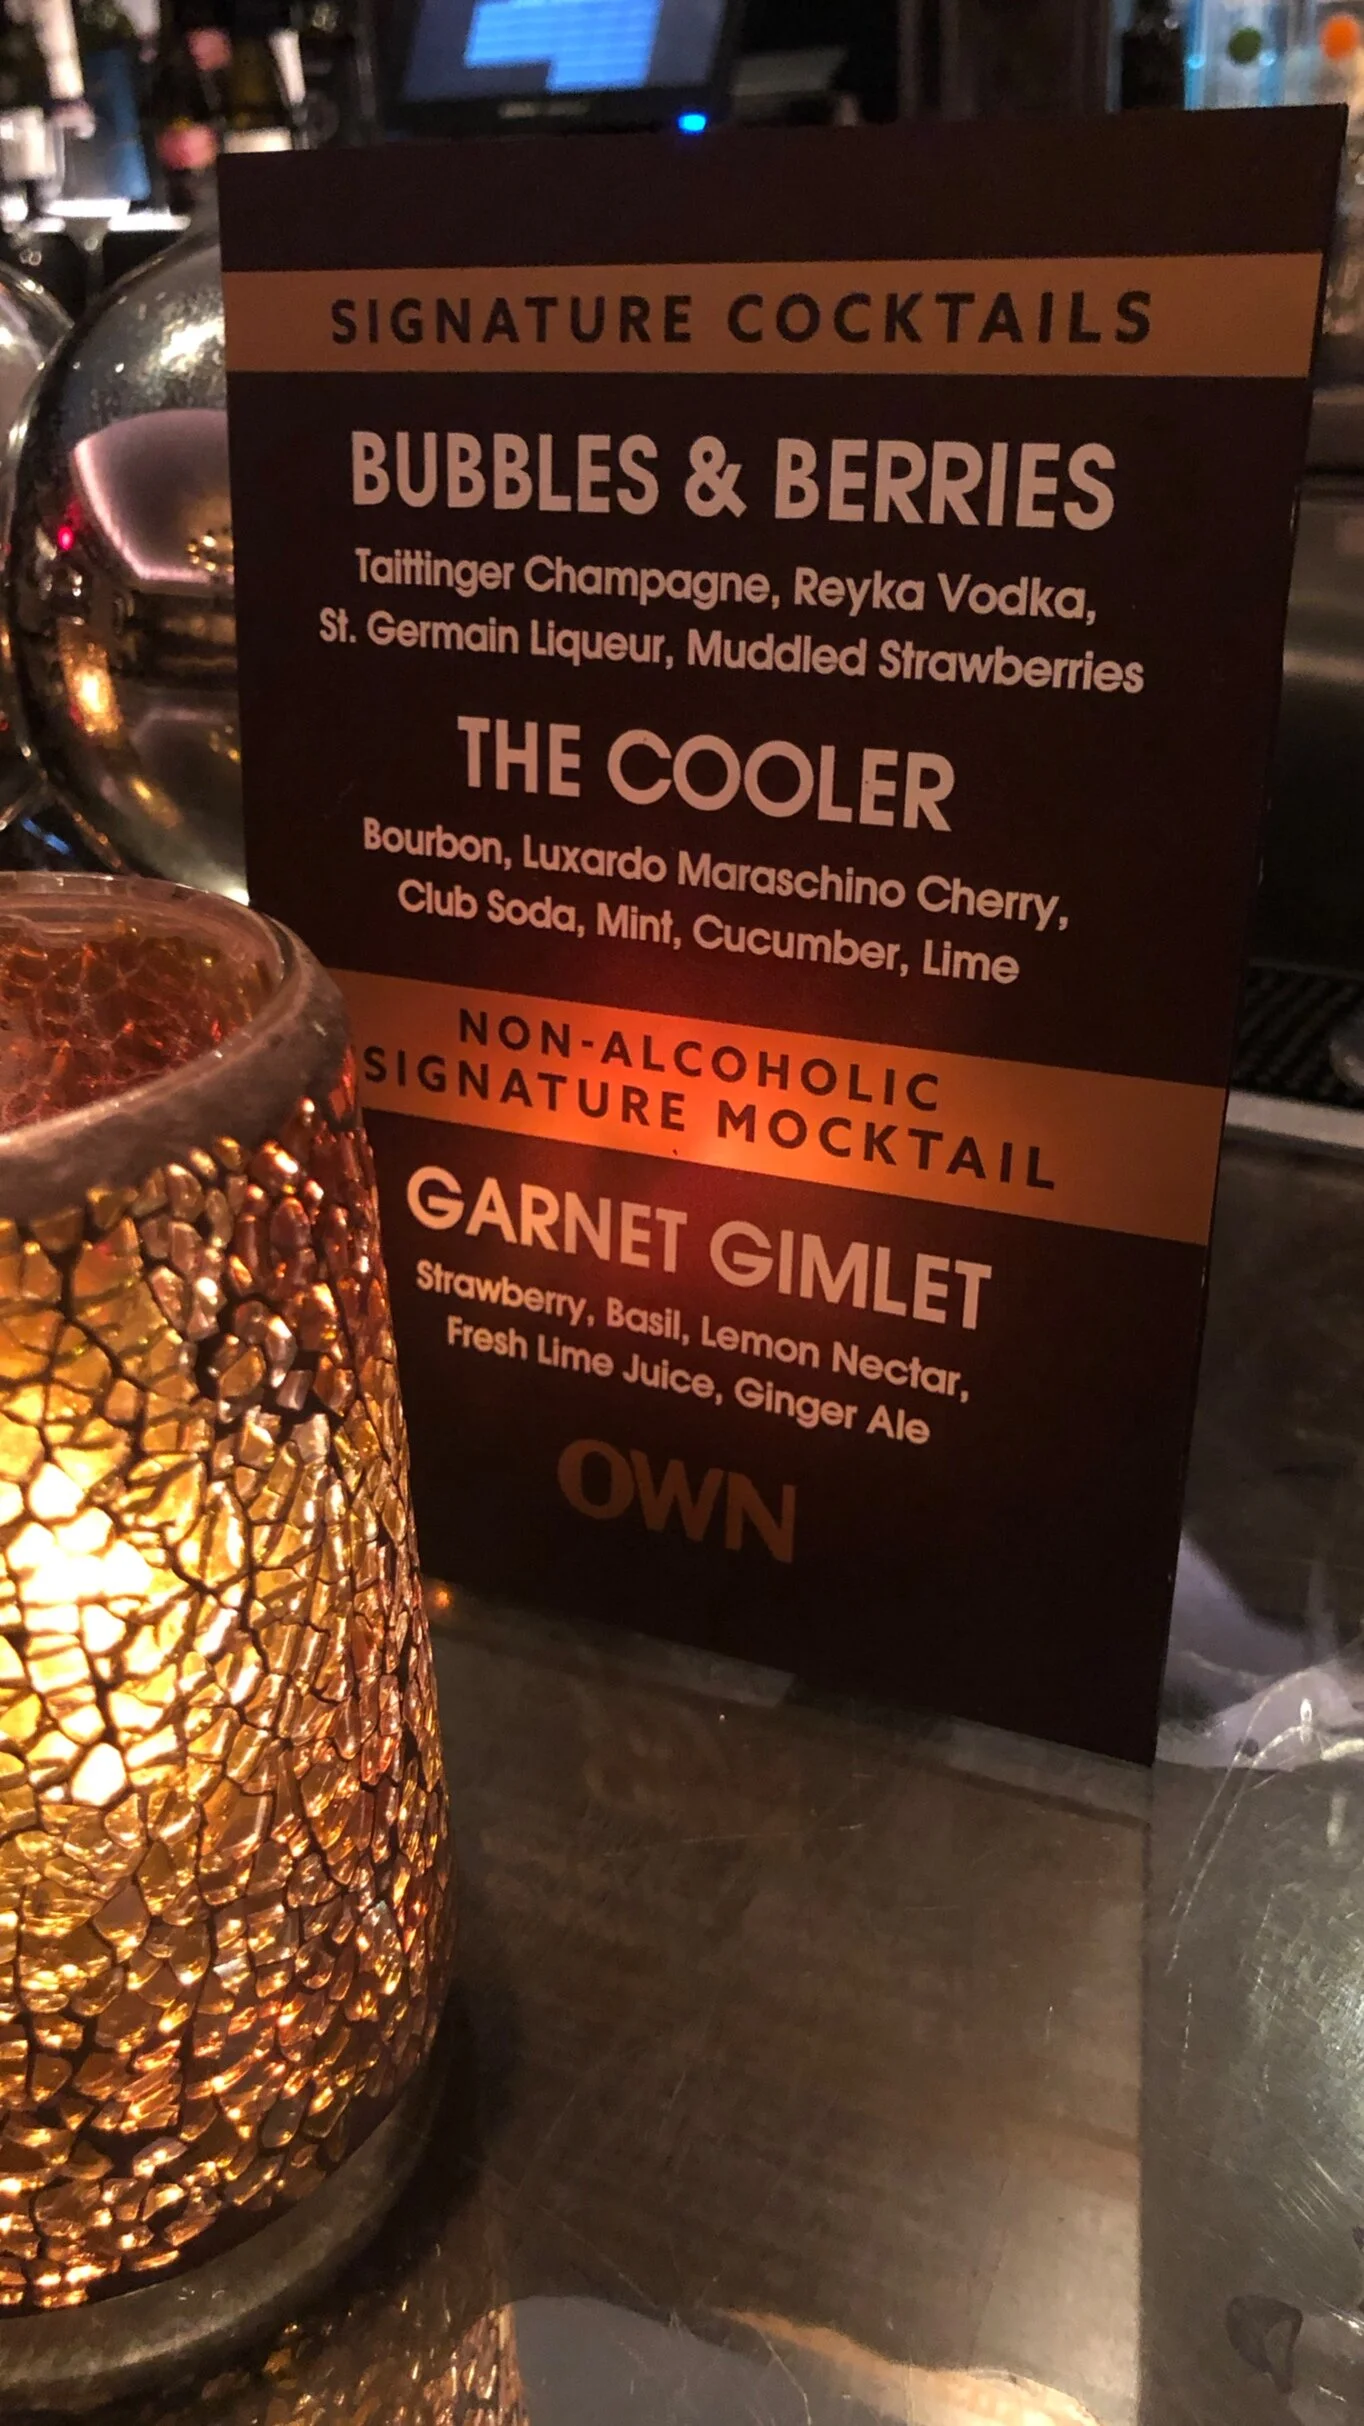 SIGNATURE COCKTAILS
BUBBLES & BERRIES
Taittinger Champagne, Reyka Vodka,
St. Germain Liqueur, Muddled Strawberries
THE COOLER
Bourbon, Luxardo Maraschino Cherry,
Club Soda, Mint, Cucumber, Lime
NON-ALCOHOLIC
SIGNATURE MOCKTAIL
GARNET GIMLET
Strawberry, Basil, Lemon Nectar,
Fresh Lime Juice, Ginger Ale
OWN